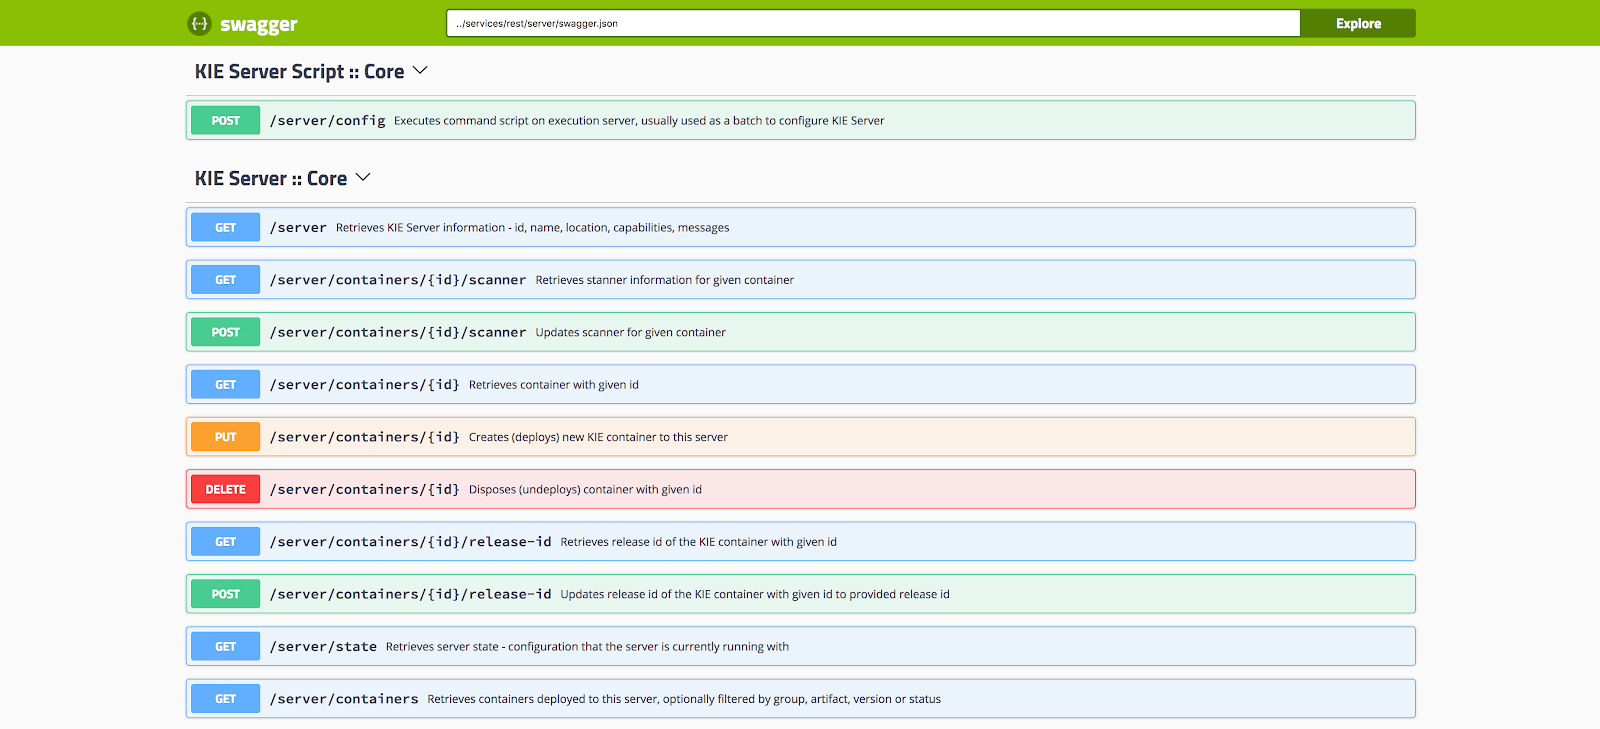 {···} swagger ../services/rest/server/swagger.json Explore
KIE Server Script :: Core
POST /server/config Executes command script on execution server, usually used as a batch to configure KIE Server
KIE Server :: Core
GET /server Retrieves KIE Server information - id, name, location, capabilities, messages
GET /server/containers/{id}/scanner Retrieves stanner information for given container
POST /server/containers/{id}/scanner Updates scanner for given container
GET /server/containers/{id} Retrieves container with given id
PUT /server/containers/{id} Creates (deploys) new KIE container to this server
DELETE /server/containers/{id} Disposes (undeploys) container with given id
GET /server/containers/{id}/release-id Retrieves release id of the KIE container with given id
POST /server/containers/{id}/release-id Updates release id of the KIE container with given id to provided release id
GET /server/state Retrieves server state - configuration that the server is currently running with
GET /server/containers Retrieves containers deployed to this server, optionally filtered by group, artifact, version or status